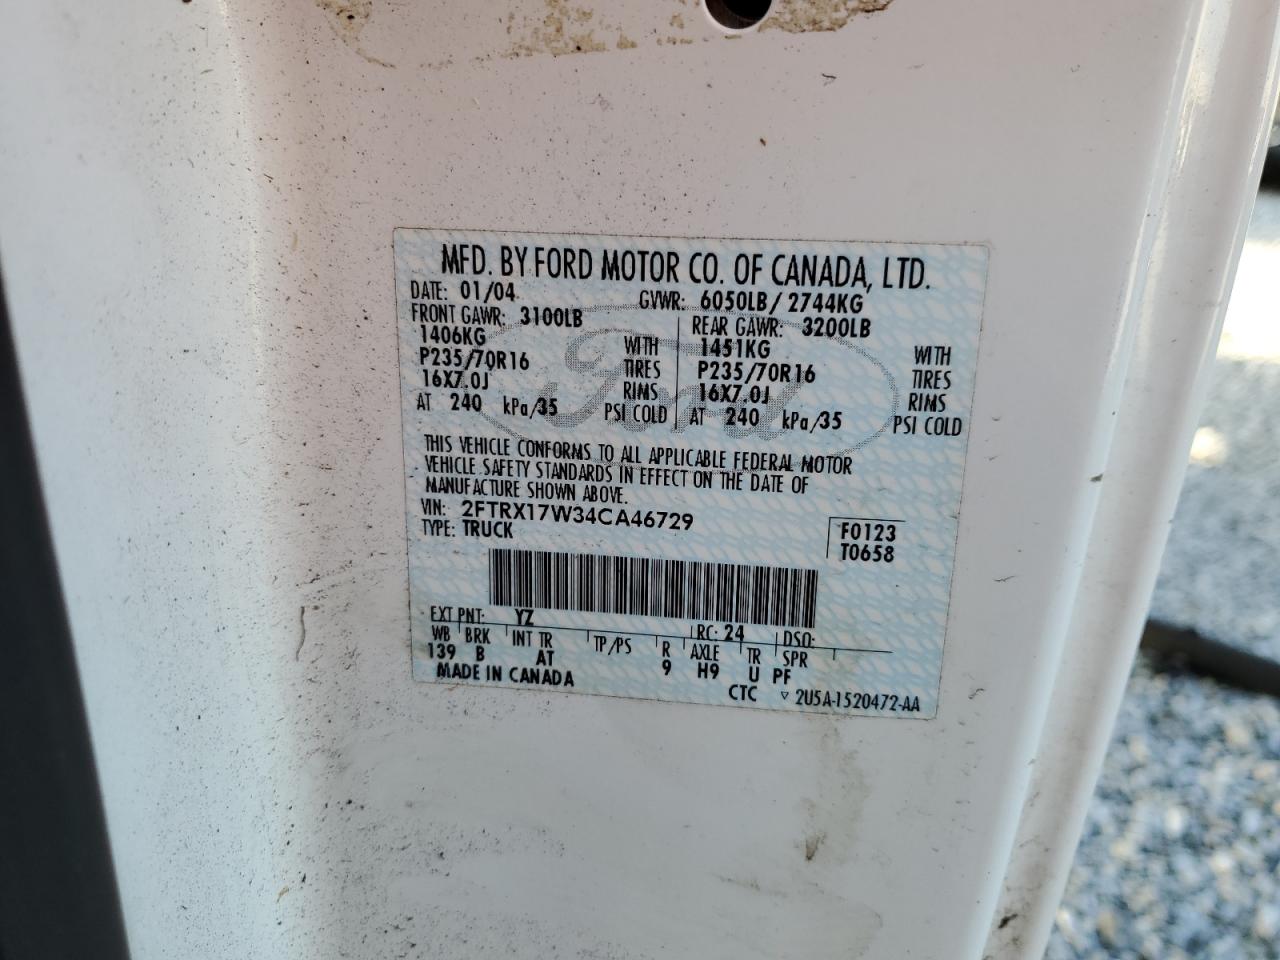 MFD. BY FORD MOTOR CO. OF CANADA, LTD.
DATE: 01/04 GVWR: 6050LB/ 2744KG
FRONT GAWR: 3100LB REAR GAWR: 3200LB
1406KG WITH 1451KG WITH
P235/70R16 TIRES P235/70R16 TIRES
16X7.0J RIMS 16X7.0J RIMS
AT 240 kPa/35 PSI COLD AT 240 kPa/35 PSI COLD
Ford
THIS VEHICLE CONFORMS TO ALL APPLICABLE FEDERAL MOTOR
VEHICLE SAFETY STANDARDS IN EFFECT ON THE DATE OF
MANUFACTURE SHOWN ABOVE.
VIN: 2FTRX17W34CA46729
TYPE: TRUCK
F0123
T0658
EXT PNT: YZ RC: 24 DSO:
WB BRK INT TR TP/PS R AXLE TR SPR
139 B AT 9 H9 U PF
MADE IN CANADA
CTC ▽ 2U5A-1520472-AA